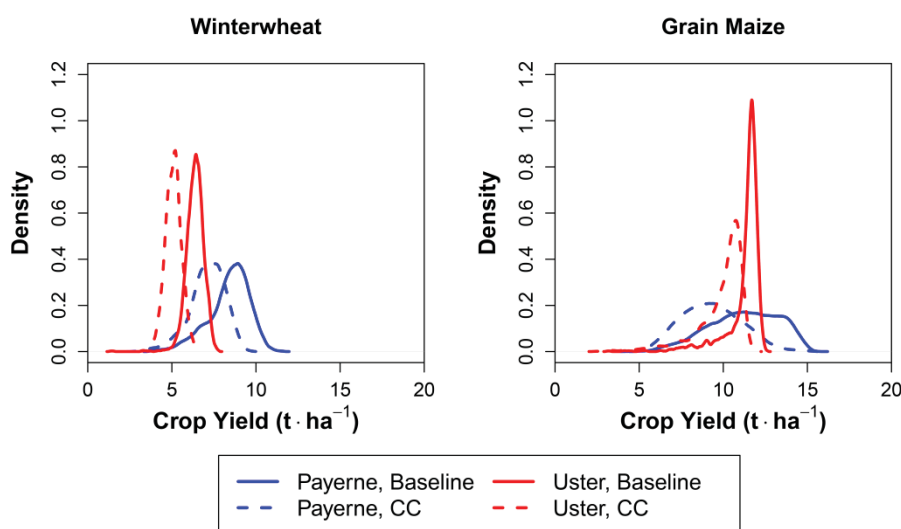 Winterwheat
Grain Maize
Density
0.0 0.2 0.4 0.6 0.8 1.0 1.2
0 5 10 15 20
Crop Yield (t · ha⁻¹)
Density
0.0 0.2 0.4 0.6 0.8 1.0 1.2
0 5 10 15 20
Crop Yield (t · ha⁻¹)
Payerne, Baseline
Uster, Baseline
Payerne, CC
Uster, CC